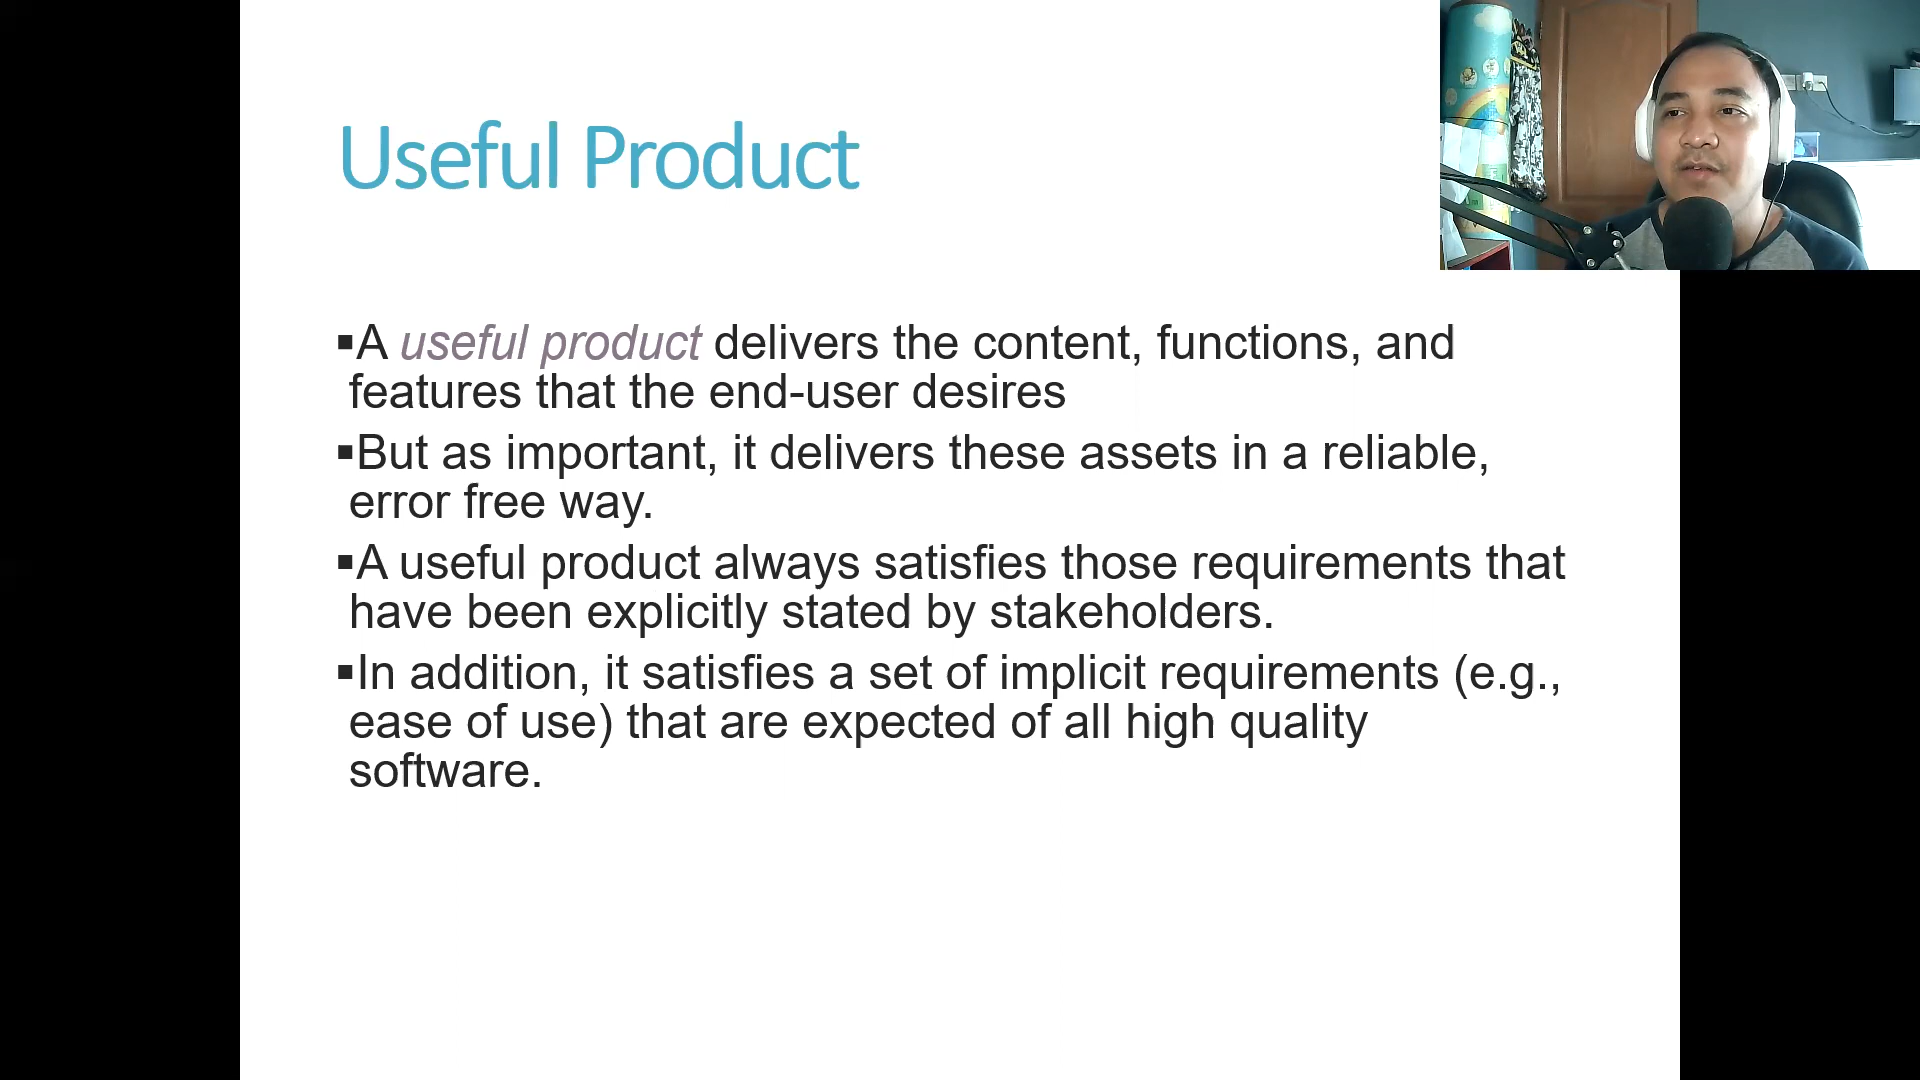 Useful Product
▪A useful product delivers the content, functions, and
features that the end-user desires
▪But as important, it delivers these assets in a reliable,
error free way.
▪A useful product always satisfies those requirements that
have been explicitly stated by stakeholders.
▪In addition, it satisfies a set of implicit requirements (e.g.,
ease of use) that are expected of all high quality
software.